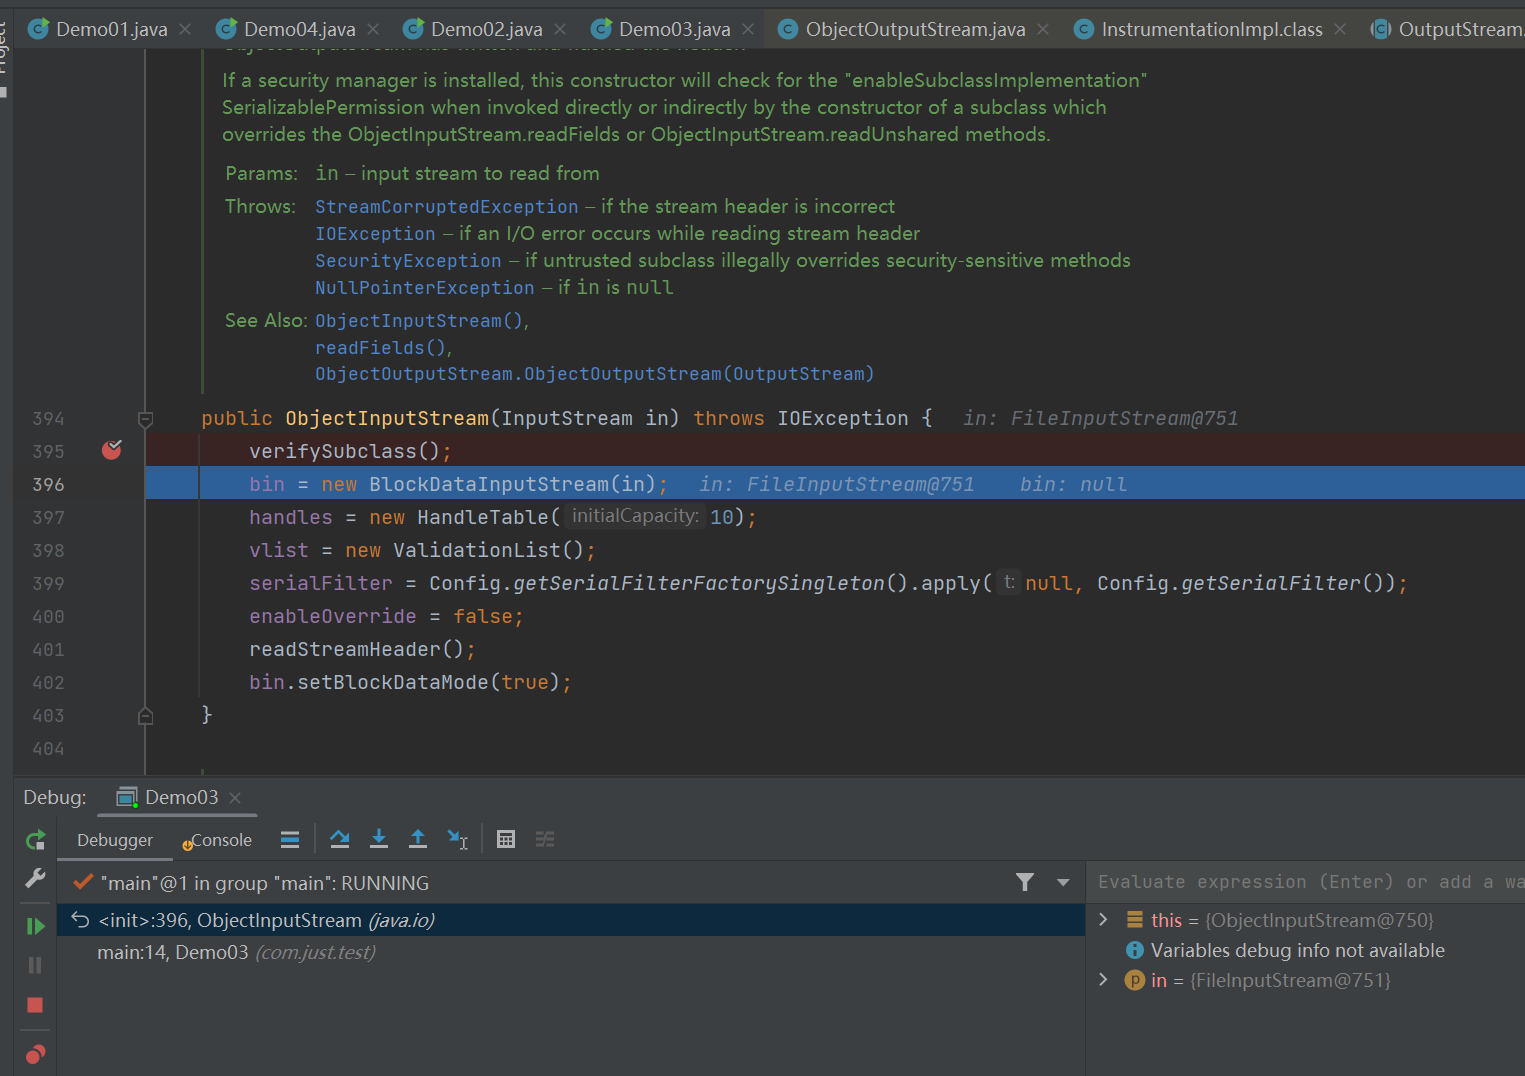 Project
Demo01.java Demo04.java Demo02.java Demo03.java ObjectOutputStream.java InstrumentationImpl.class OutputStream.
If a security manager is installed, this constructor will check for the "enableSubclassImplementation"
SerializablePermission when invoked directly or indirectly by the constructor of a subclass which
overrides the ObjectInputStream.readFields or ObjectInputStream.readUnshared methods.
Params: in – input stream to read from
Throws: StreamCorruptedException – if the stream header is incorrect
IOException – if an I/O error occurs while reading stream header
SecurityException – if untrusted subclass illegally overrides security-sensitive methods
NullPointerException – if in is null
See Also: ObjectInputStream(),
readFields(),
ObjectOutputStream.ObjectOutputStream(OutputStream)
394 public ObjectInputStream(InputStream in) throws IOException { in: FileInputStream@751
395 verifySubclass();
396 bin = new BlockDataInputStream(in); in: FileInputStream@751 bin: null
397 handles = new HandleTable( initialCapacity: 10);
398 vlist = new ValidationList();
399 serialFilter = Config.getSerialFilterFactorySingleton().apply( t: null, Config.getSerialFilter());
400 enableOverride = false;
401 readStreamHeader();
402 bin.setBlockDataMode(true);
403 }
404
Debug: Demo03
Debugger Console
"main"@1 in group "main": RUNNING
Evaluate expression (Enter) or add a wa
<init>:396, ObjectInputStream (java.io)
main:14, Demo03 (com.just.test)
this = {ObjectInputStream@750}
Variables debug info not available
in = {FileInputStream@751}